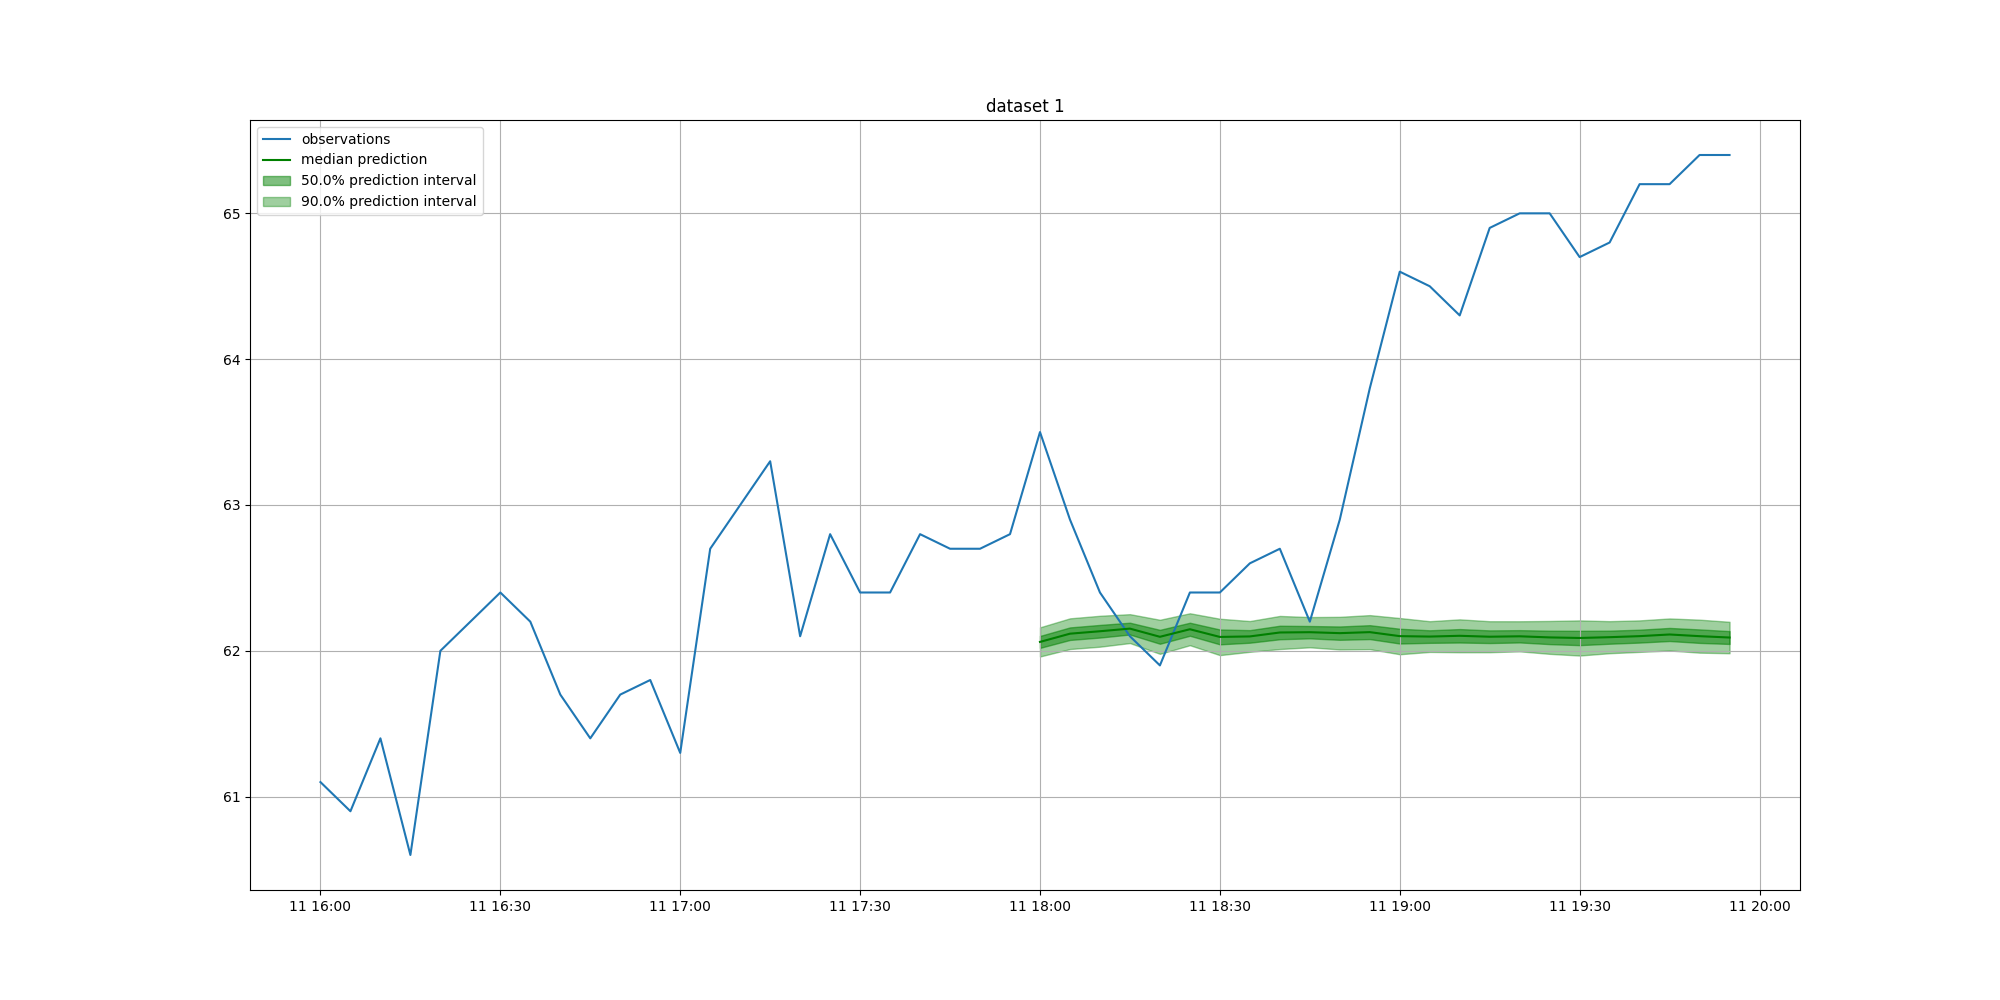 dataset 1
observations
median prediction
50.0% prediction interval
90.0% prediction interval
65
64
63
62
61
11 16:00 11 16:30 11 17:00 11 17:30 11 18:00 11 18:30 11 19:00 11 19:30 11 20:00